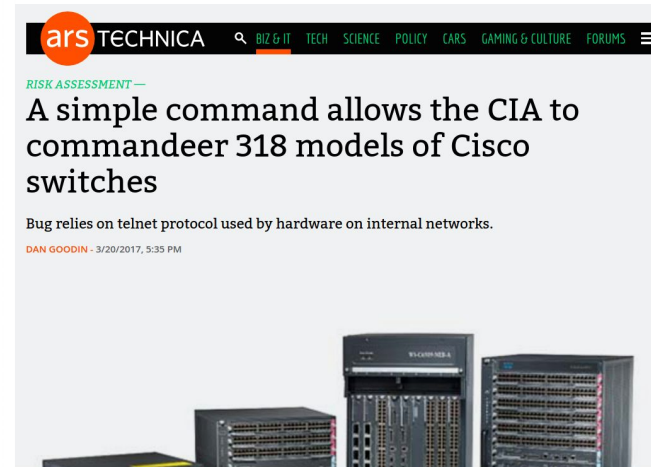 ars TECHNICA BIZ & IT TECH SCIENCE POLICY CARS GAMING & CULTURE FORUMS
RISK ASSESSMENT —
A simple command allows the CIA to
commandeer 318 models of Cisco
switches
Bug relies on telnet protocol used by hardware on internal networks.
DAN GOODIN - 3/20/2017, 5:35 PM